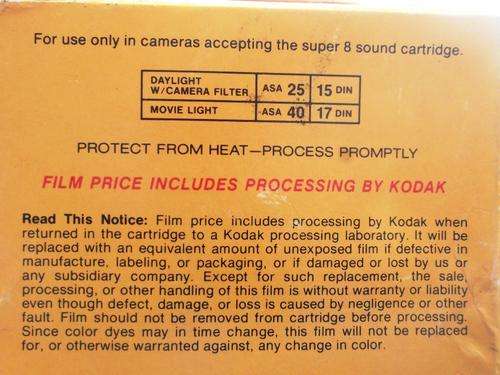 For use only in cameras accepting the super 8 sound cartridge.
DAYLIGHT
W/CAMERA FILTER ASA 25 15 DIN
MOVIE LIGHT ASA 40 17 DIN
PROTECT FROM HEAT—PROCESS PROMPTLY
FILM PRICE INCLUDES PROCESSING BY KODAK
Read This Notice: Film price includes processing by Kodak when
returned in the cartridge to a Kodak processing laboratory. It will be
replaced with an equivalent amount of unexposed film if defective in
manufacture, labeling, or packaging, or if damaged or lost by us or
any subsidiary company. Except for such replacement, the sale,
processing, or other handling of this film is without warranty or liability
even though defect, damage, or loss is caused by negligence or other
fault. Film should not be removed from cartridge before processing.
Since color dyes may in time change, this film will not be replaced
for, or otherwise warranted against, any change in color.